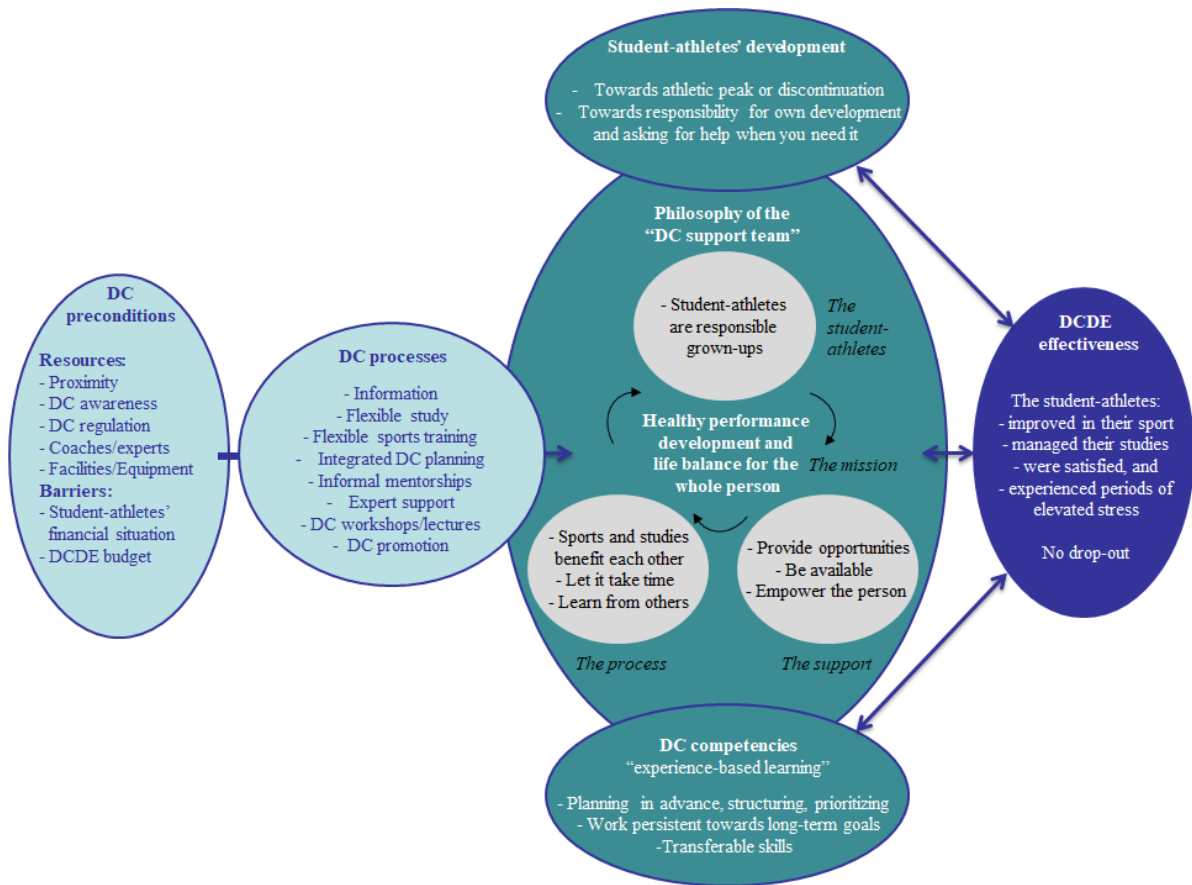 Student-athletes' development
- Towards athletic peak or discontinuation
- Towards responsibility for own development
and asking for help when you need it
Philosophy of the
"DC support team"
- Student-athletes
are responsible
grown-ups
The
student-
athletes
Healthy performance
development and
life balance for the
whole person
The mission
- Sports and studies
benefit each other
- Let it take time
- Learn from others
The process
- Provide opportunities
- Be available
- Empower the person
The support
DC
preconditions
Resources:
- Proximity
- DC awareness
- DC regulation
- Coaches/experts
- Facilities/Equipment
Barriers:
- Student-athletes'
financial situation
- DCDE budget
DC processes
- Information
- Flexible study
- Flexible sports training
- Integrated DC planning
- Informal mentorships
- Expert support
- DC workshops/lectures
- DC promotion
DCDE
effectiveness
The student-athletes:
- improved in their sport
- managed their studies
- were satisfied, and
- experienced periods of
elevated stress
No drop-out
DC competencies
"experience-based learning"
- Planning in advance, structuring, prioritizing
- Work persistent towards long-term goals
-Transferable skills